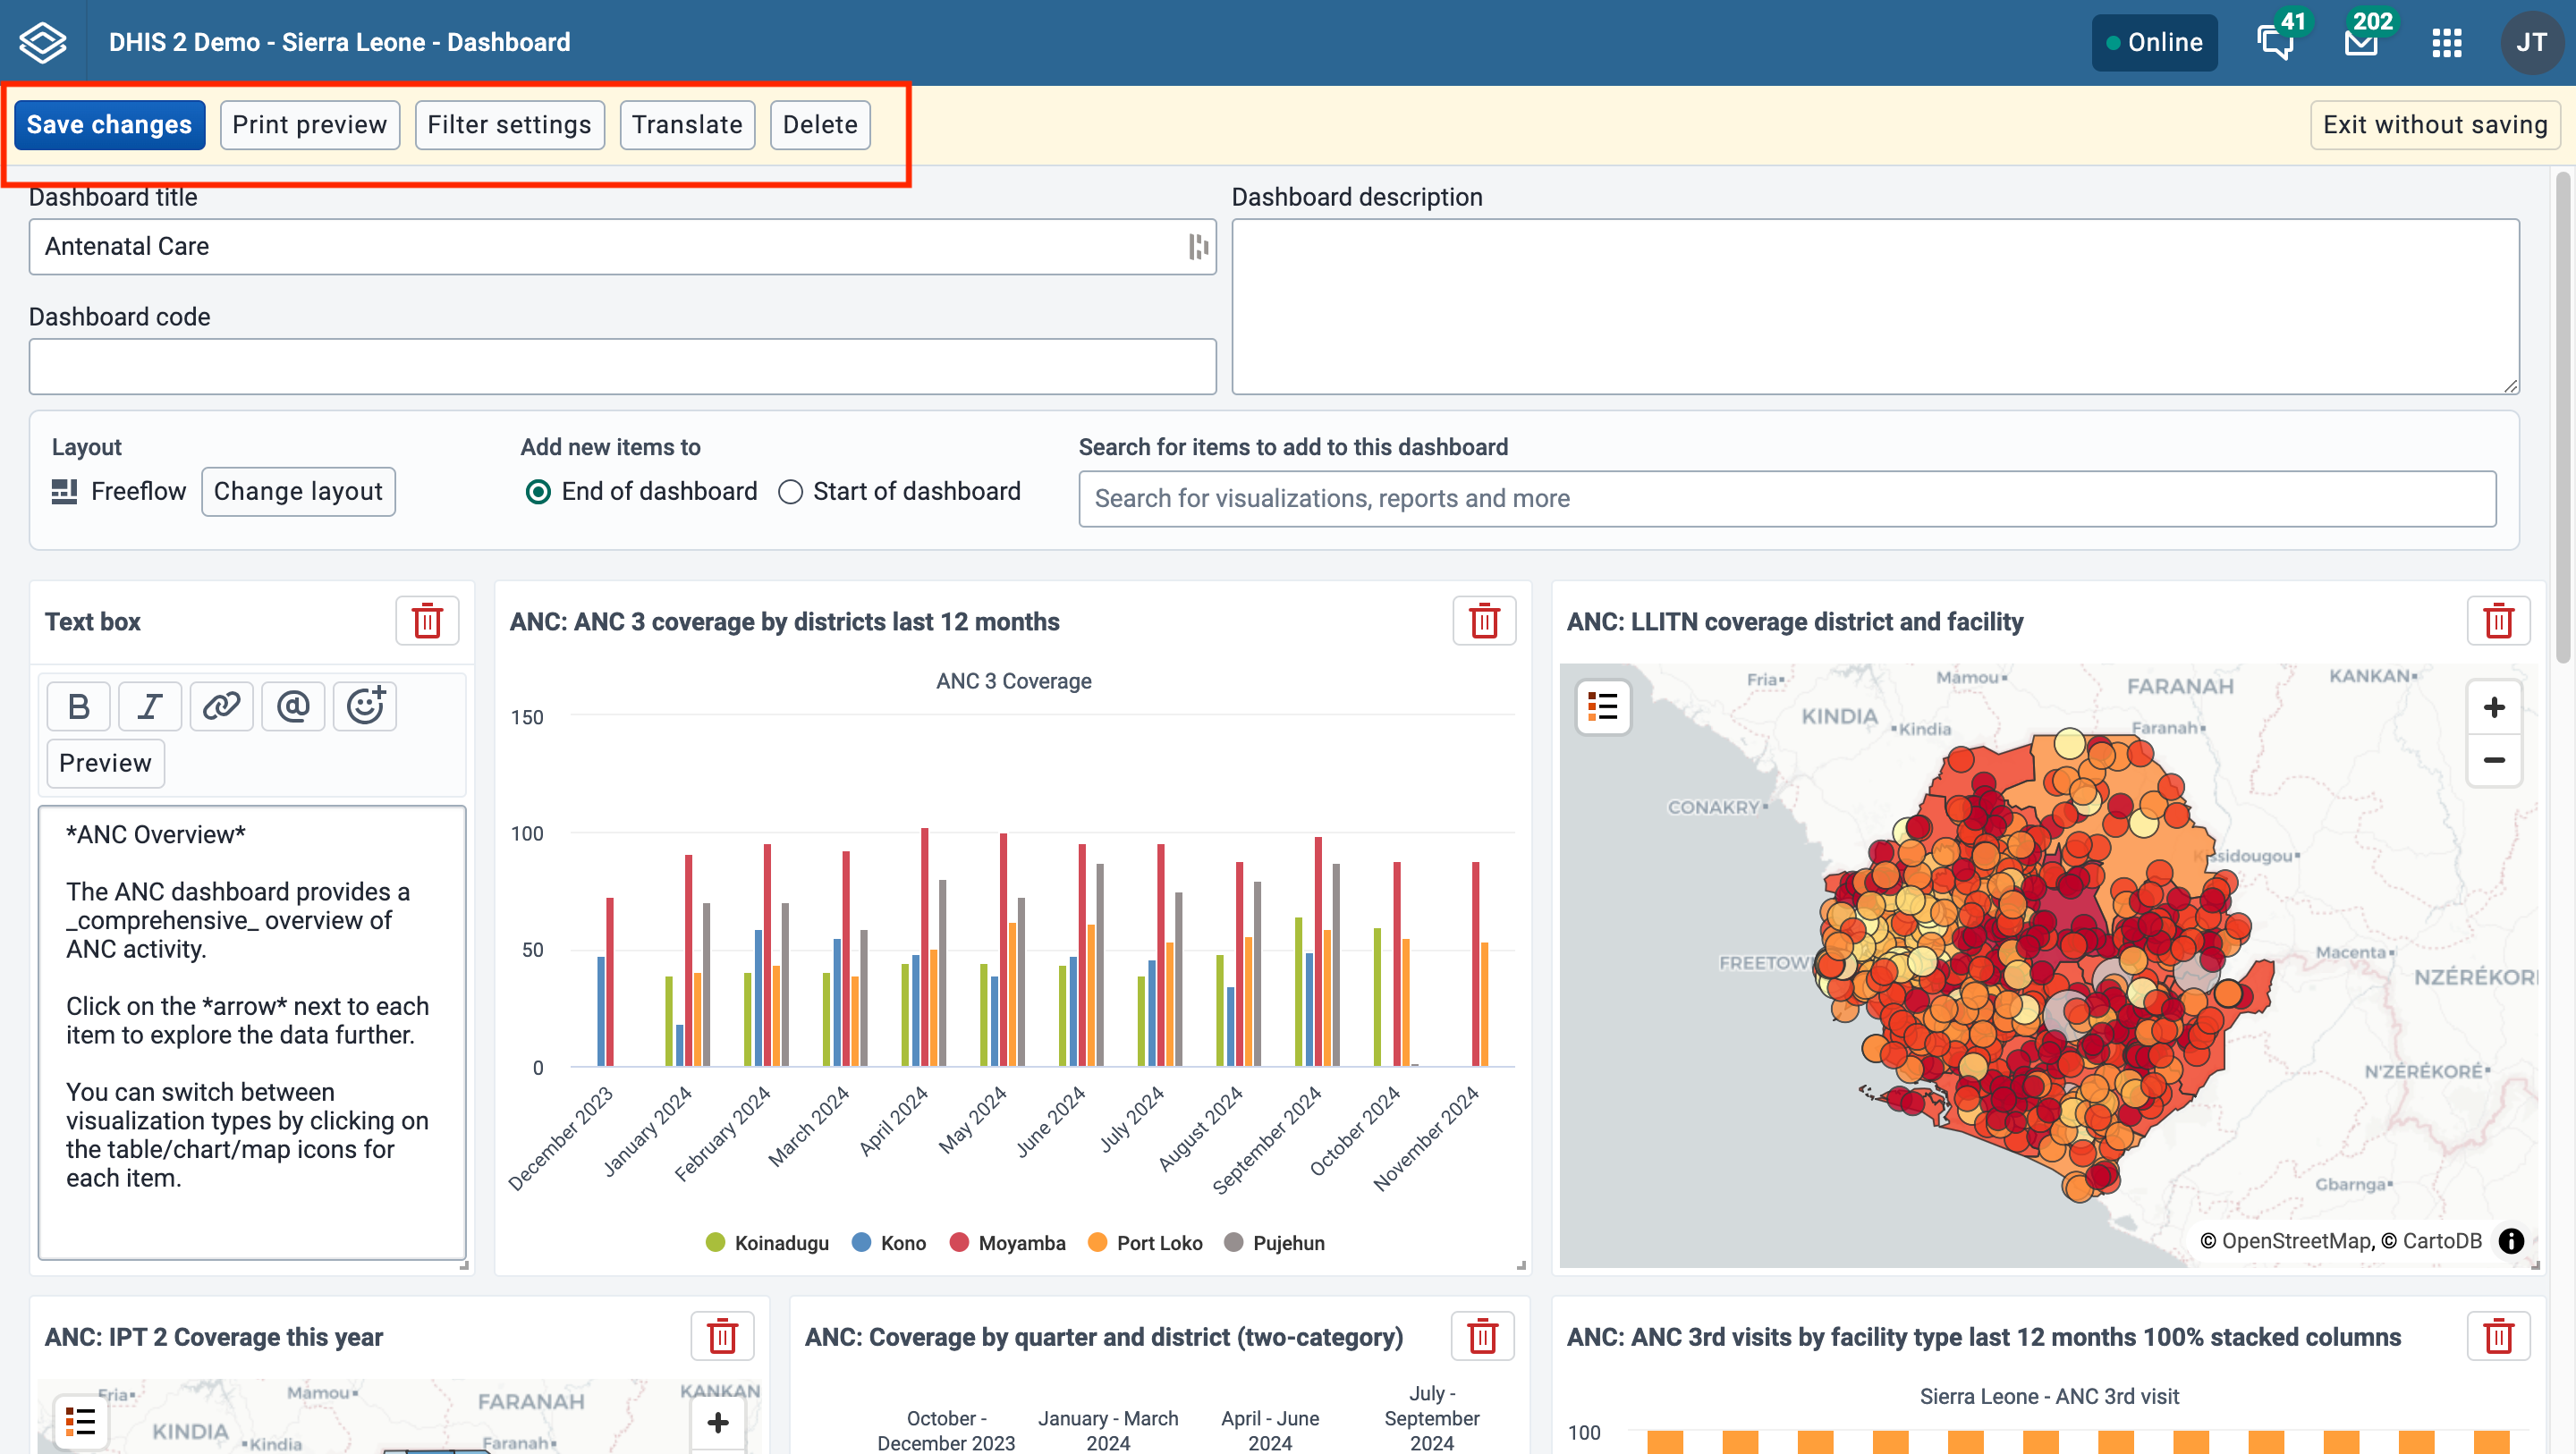 DHIS 2 Demo - Sierra Leone - Dashboard
Online
41
202
JT
Save changes
Print preview
Filter settings
Translate
Delete
Exit without saving
Dashboard title
Antenatal Care
Dashboard description
Dashboard code
Layout
Freeflow
Change layout
Add new items to
End of dashboard
Start of dashboard
Search for items to add to this dashboard
Search for visualizations, reports and more
Text box
B
I
@
Preview
*ANC Overview*
The ANC dashboard provides a
_comprehensive_ overview of
ANC activity.
Click on the *arrow* next to each
item to explore the data further.
You can switch between
visualization types by clicking on
the table/chart/map icons for
each item.
ANC: ANC 3 coverage by districts last 12 months
ANC 3 Coverage
150
100
50
0
December 2023
January 2024
February 2024
March 2024
April 2024
May 2024
June 2024
July 2024
August 2024
September 2024
October 2024
November 2024
Koinadugu
Kono
Moyamba
Port Loko
Pujehun
ANC: LLITN coverage district and facility
Fria
Mamou
FARANAH
KANKAN
KINDIA
Kindia
Faranah
CONAKRY
ssidougou
FREETOW
Macenta
NZÉRÉKOR
N'ZÉRÉKORÉ
Gbarnga
+
−
© OpenStreetMap, © CartoDB
ANC: IPT 2 Coverage this year
Fria
Mamou
FARANAH
KANKAN
KINDIA
Kindia
Faranah
+
ANC: Coverage by quarter and district (two-category)
October -
December 2023
January - March
2024
April - June
2024
July -
September
2024
ANC: ANC 3rd visits by facility type last 12 months 100% stacked columns
Sierra Leone - ANC 3rd visit
100